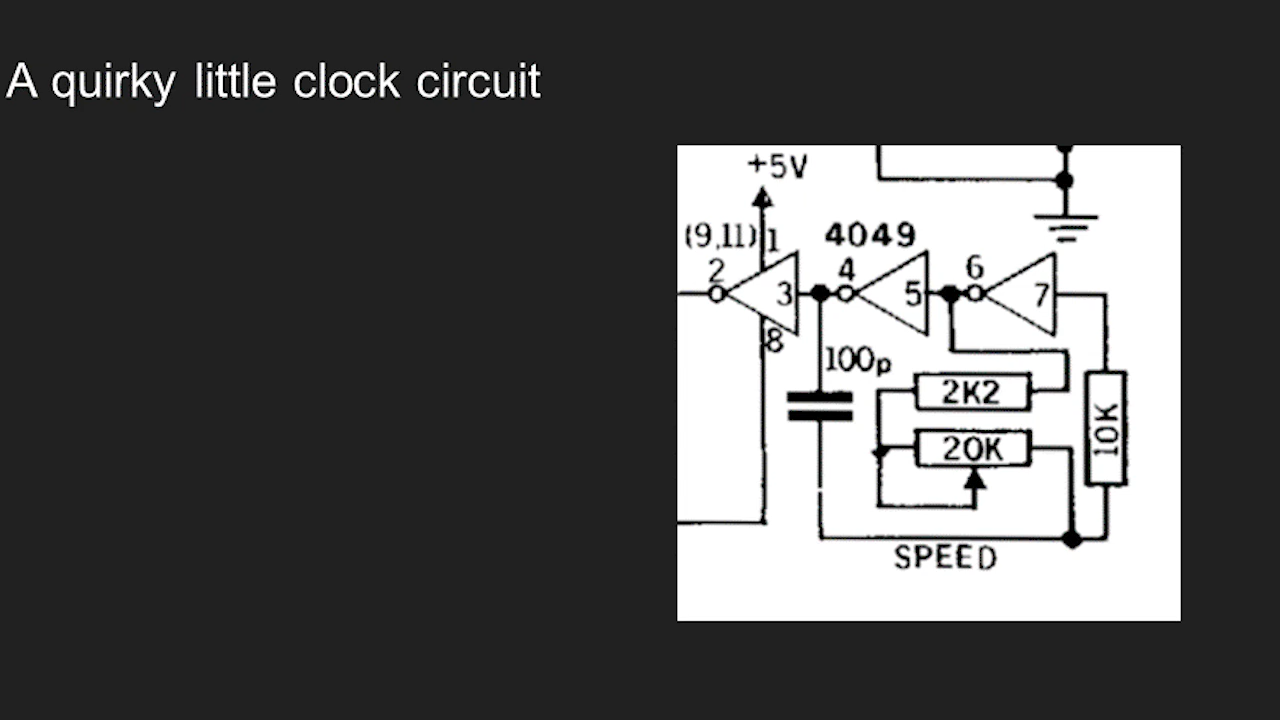 A quirky little clock circuit
+5V
(9,11) 1 4049
2 4 6
3 5 7
8
100p
2K2
20K 10K
SPEED